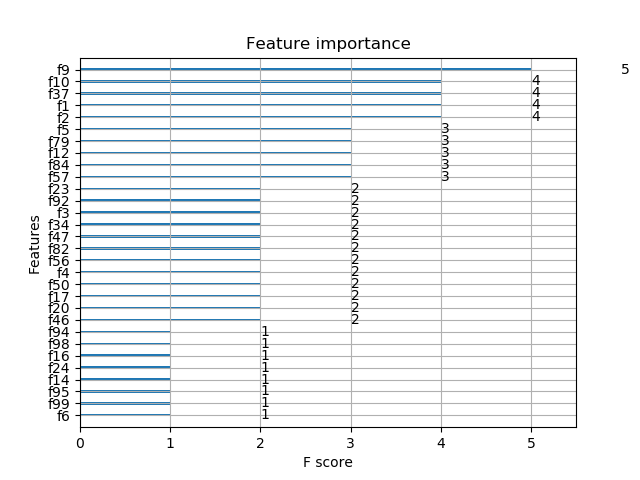 Feature importance
f9 5
f10 4
f37 4
f1 4
f2 4
f5 3
f79 3
f12 3
f84 3
f57 3
f23 2
f92 2
f3 2
f34 2
f47 2
f82 2
f56 2
f4 2
f50 2
f17 2
f20 2
f46 2
f94 1
f98 1
f16 1
f24 1
f14 1
f95 1
f99 1
f6 1
Features
0 1 2 3 4 5
F score